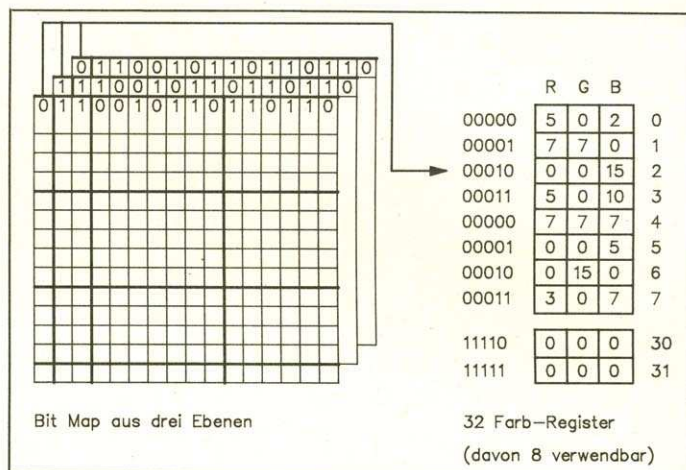 0 1 1 0 0 1 0 1 1 0 1 1 0 1 1 0
1 1 1 0 0 1 0 1 1 0 1 1 0 1 1 0
0 1 1 0 0 1 0 1 1 0 1 1 0 1 1 0
R G B
00000 5 0 2 0
00001 7 7 0 1
00010 0 0 15 2
00011 5 0 10 3
00000 7 7 7 4
00001 0 0 5 5
00010 0 15 0 6
00011 3 0 7 7
11110 0 0 0 30
11111 0 0 0 31
Bit Map aus drei Ebenen
32 Farb-Register
(davon 8 verwendbar)